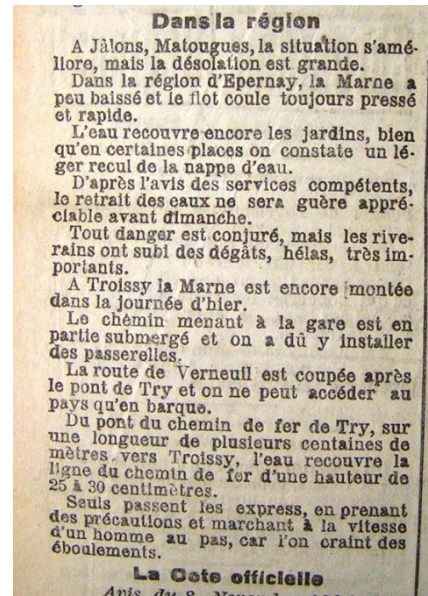 Dans la région
A Jâlons, Matougues, la situation s'amé-
liore, mais la désolation est grande.
Dans la région d'Epernay, la Marne a
peu baissé et le flot coule toujours pressé
et rapide.
L'eau recouvre encore les jardins, bien
qu'en certaines places on constate un lé-
ger recul de la nappe d'eau.
D'après l'avis des services compétents,
le retrait des eaux ne sera guère appré-
ciable avant dimanche.
Tout danger est conjuré, mais les rive-
rains ont subi des dégâts, hélas, très im-
portants.
A Troissy la Marne est encore montée
dans la journée d'hier.
Le chemin menant à la gare est en
partie submergé et on a dû y installer
des passerelles.
La route de Verneuil est coupée après
le pont de Try et on ne peut accéder au
pays qu'en barque.
Du pont du chemin de fer de Try, sur
une longueur de plusieurs centaines de
mètres vers Troissy, l'eau recouvre la
ligne du chemin de fer d'une hauteur de
25 à 30 centimètres.
Seuls passent les express, en prenant
des précautions et marchant à la vitesse
d'un homme au pas, car l'on craint des
éboulements.
La Cote officielle
Avis du